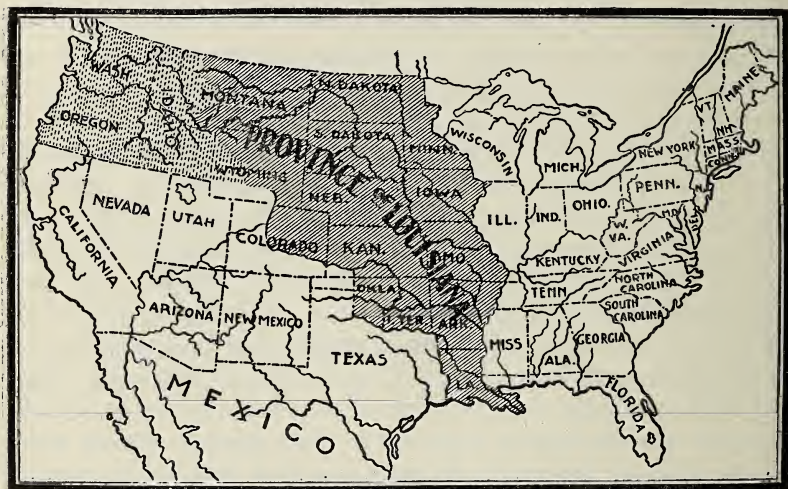 WASH
MONTANA
N. DAKOTA
OREGON
IDAHO
S. DAKOTA
MINN.
WISCONSIN
MICH.
MAINE
VT.
N.H.
MASS.
CONN.
NEW YORK
WYOMING
PROVINCE OF LOUISIANA
NEB.
IOWA
PENN.
NEVADA
UTAH
ILL.
IND.
OHIO.
N.J.
MD.
DEL.
CALIFORNIA
COLORADO
KAN.
MO.
W. VA.
VIRGINIA
KENTUCKY
ARIZONA
NEW MEXICO
OKLA.
I. TER.
ARK.
TENN.
NORTH CAROLINA
SOUTH CAROLINA
TEXAS
MISS
ALA.
GEORGIA
LA.
FLORIDA
MEXICO